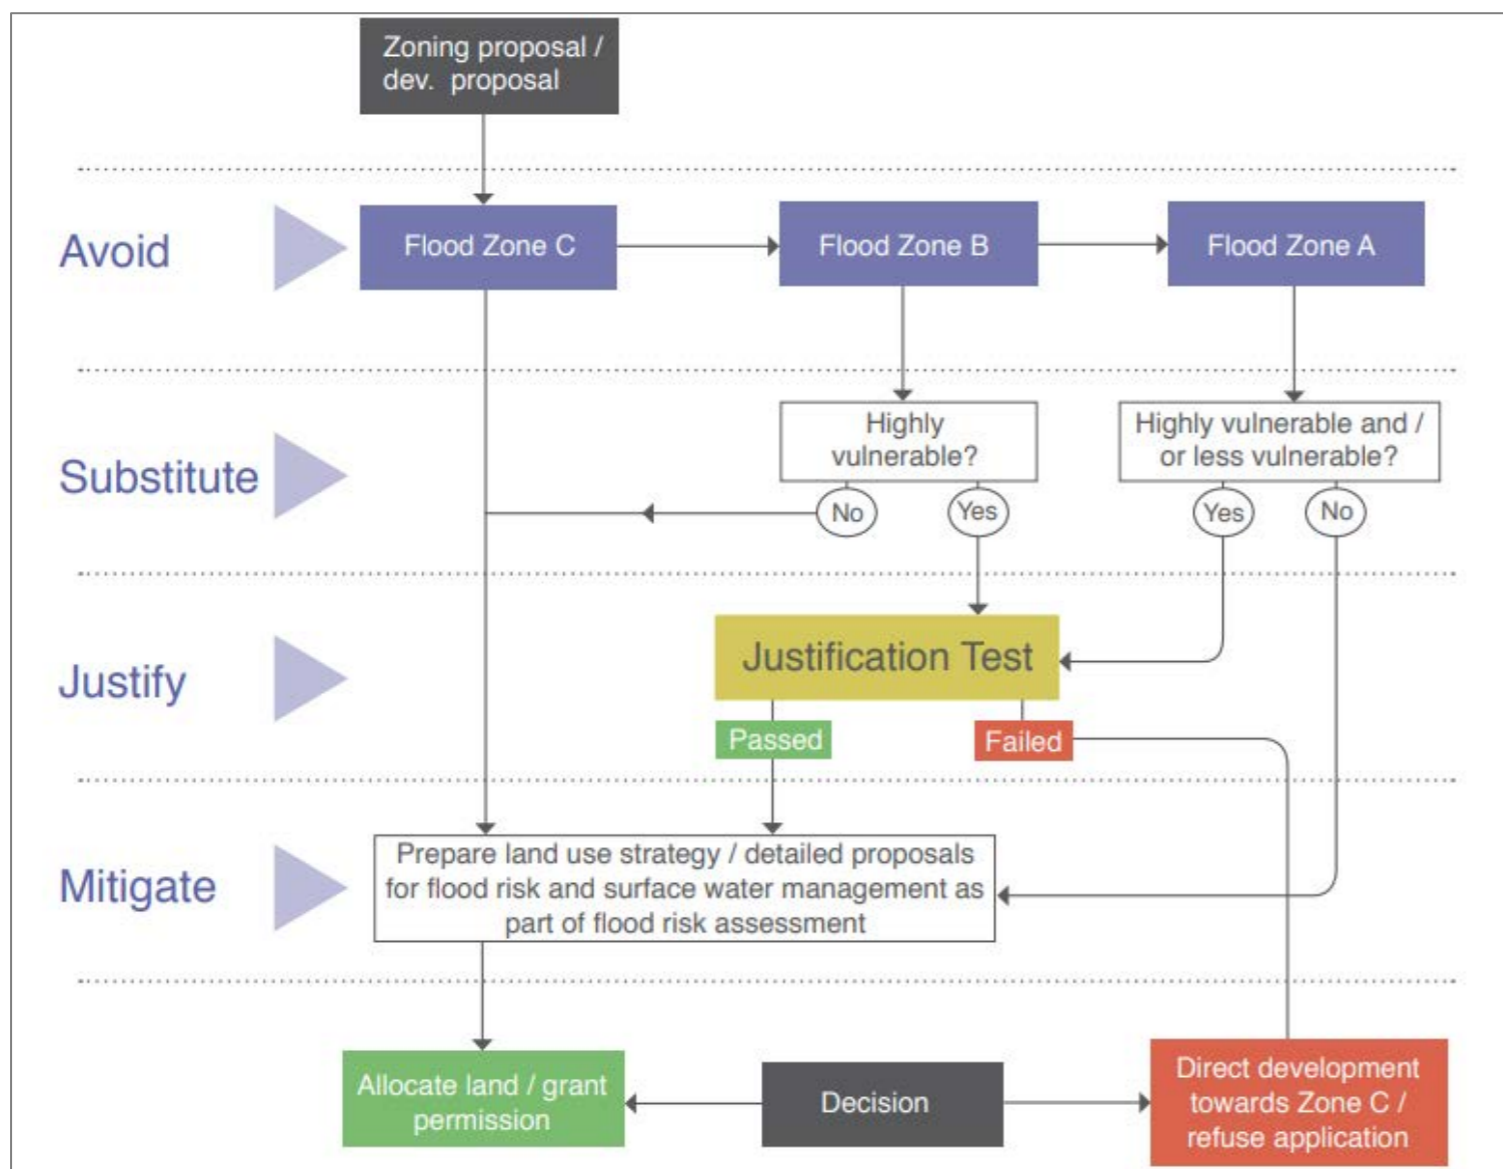 Zoning proposal /
dev. proposal
Avoid
Flood Zone C
Flood Zone B
Flood Zone A
Substitute
Highly
vulnerable?
Highly vulnerable and /
or less vulnerable?
No
Yes
Yes
No
Justify
Justification Test
Passed
Failed
Mitigate
Prepare land use strategy / detailed proposals
for flood risk and surface water management as
part of flood risk assessment
Allocate land / grant
permission
Decision
Direct development
towards Zone C /
refuse application